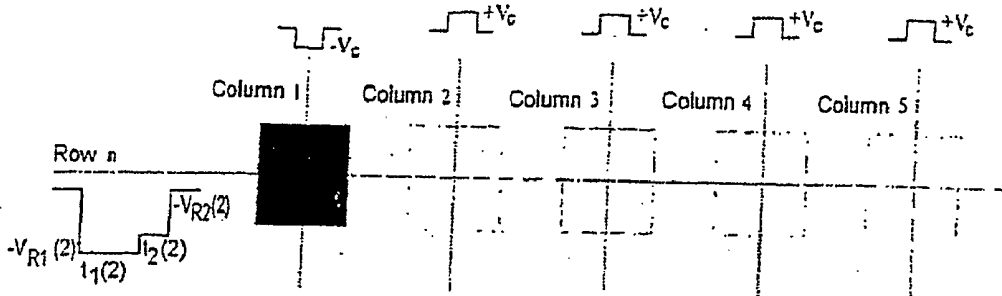 -Vc +Vc ÷Vc +Vc +Vc
Column 1 Column 2 Column 3 Column 4 Column 5
Row n
-VR2(2)
-VR1(2) t2(2)
t1(2)